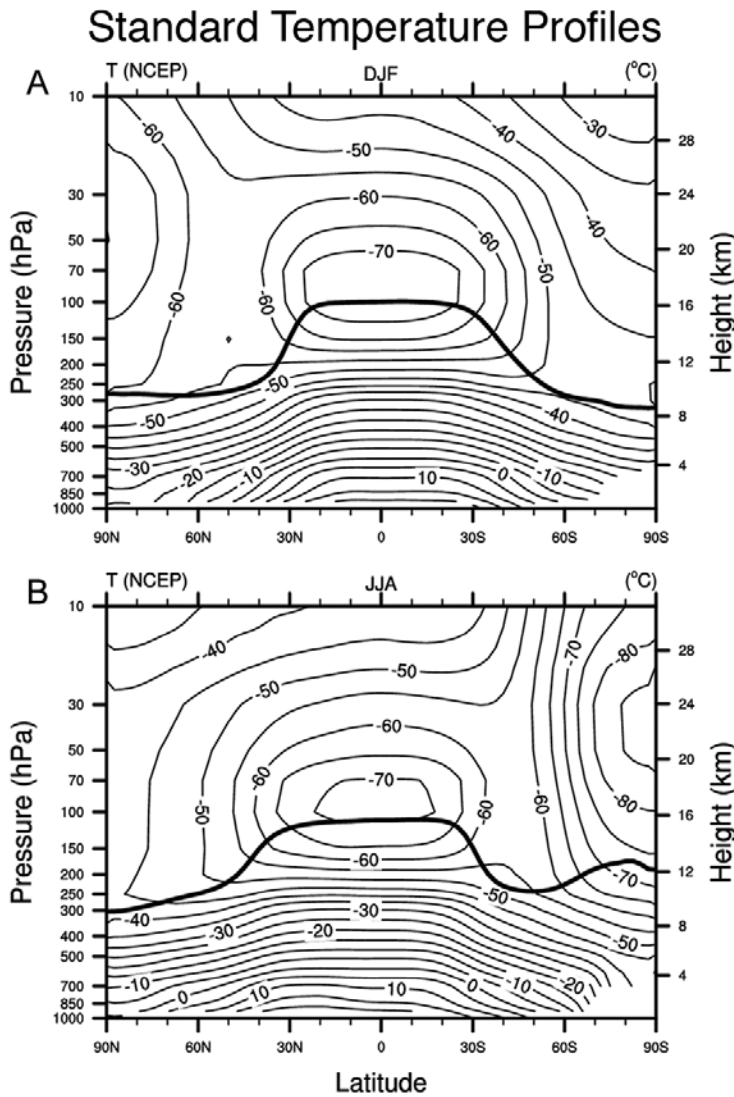 Standard Temperature Profiles
A
T (NCEP) DJF (°C)
Pressure (hPa)
10
30
50
70
100
150
200
250
300
400
500
700
850
1000
-60 -50 -40 -30
-60 -40
-70 -60 -50
-60 -60
-50 -40
-50
-30 -20 -10 10 0 -10
28
24
20
16
12
8
4
Height (km)
90N 60N 30N 0 30S 60S 90S
B
T (NCEP) JJA (°C)
Pressure (hPa)
10
30
50
70
100
150
200
250
300
400
500
700
850
1000
-40 -50 -70 -80
-50 -60
-60 -70
-50 -60 -60 -80
-60 -70
-50
-40 -30 -30 -50
-20 -20
-10 0 10 10 0 -10
28
24
20
16
12
8
4
Height (km)
90N 60N 30N 0 30S 60S 90S
Latitude